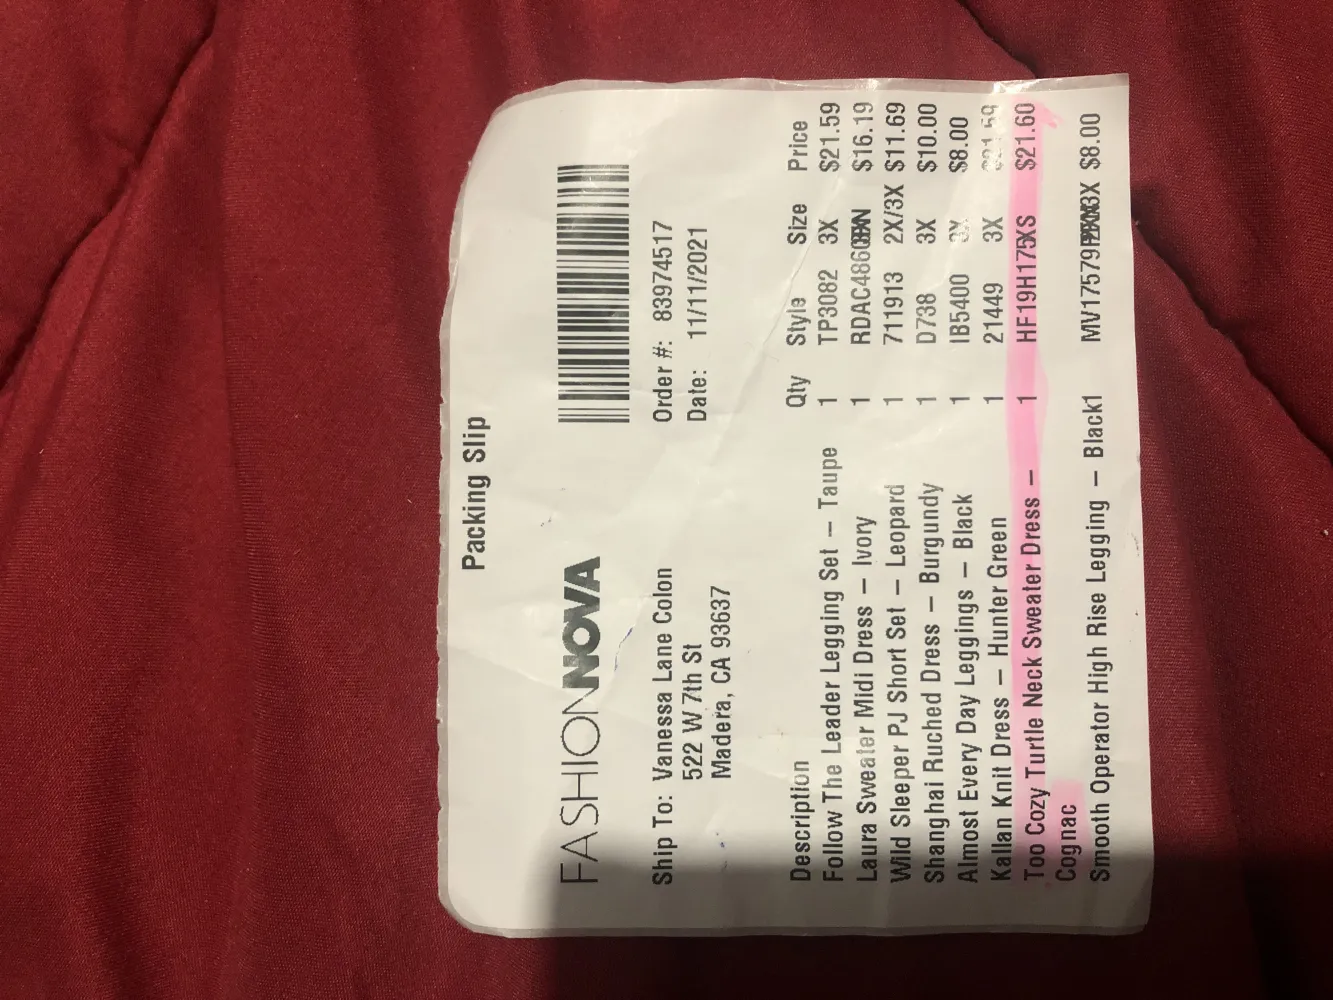 Packing Slip
FASHIONNOVA
Ship To: Vanessa Lane Colon
522 W 7th St
Madera, CA 93637
Order #: 83974517
Date: 11/11/2021
Description Qty Style Size Price
Follow The Leader Legging Set – Taupe 1 TP3082 3X $21.59
Laura Sweater Midi Dress – Ivory 1 $16.19
Wild Sleeper PJ Short Set – Leopard 1 711913 2X/3X $11.69
Shanghai Ruched Dress – Burgundy 1 D738 3X $10.00
Almost Every Day Leggings – Black 1 IB5400 3X $8.00
Kallan Knit Dress – Hunter Green 1 21449 3X $21.59
Too Cozy Turtle Neck Sweater Dress – 1 HF19H175XS $21.60
Cognac
Smooth Operator High Rise Legging – Black1 $8.00